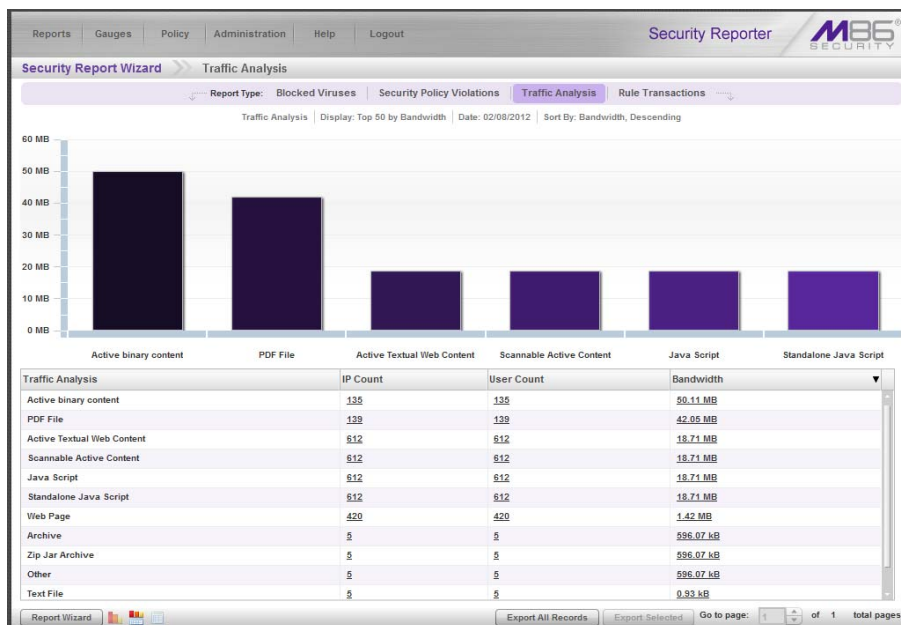 Reports Gauges Policy Administration Help Logout Security Reporter M86® SECURITY
Security Report Wizard Traffic Analysis
Report Type: Blocked Viruses Security Policy Violations Traffic Analysis Rule Transactions
Traffic Analysis Display: Top 50 by Bandwidth Date: 02/08/2012 Sort By: Bandwidth, Descending
60 MB
50 MB
40 MB
30 MB
20 MB
10 MB
0 MB
Active binary content PDF File Active Textual Web Content Scannable Active Content Java Script Standalone Java Script
Traffic Analysis IP Count User Count Bandwidth
Active binary content 135 135 50.11 MB
PDF File 139 139 42.05 MB
Active Textual Web Content 612 612 18.71 MB
Scannable Active Content 612 612 18.71 MB
Java Script 612 612 18.71 MB
Standalone Java Script 612 612 18.71 MB
Web Page 420 420 1.42 MB
Archive 5 5 596.07 kB
Zip Jar Archive 5 5 596.07 kB
Other 5 5 596.07 kB
Text File 5 5 0.93 kB
Report Wizard Export All Records Export Selected Go to page: 1 of 1 total pages